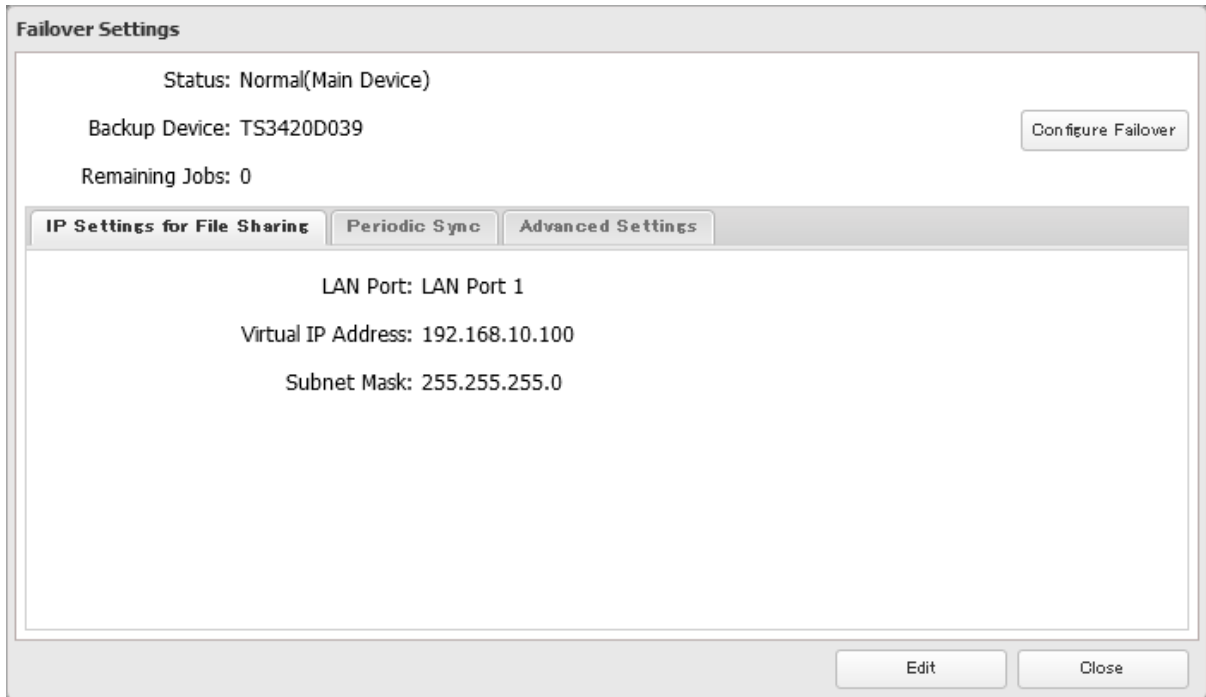 Failover Settings
Status: Normal(Main Device)
Backup Device: TS3420D039
Configure Failover
Remaining Jobs: 0
IP Settings for File Sharing Periodic Sync Advanced Settings
LAN Port: LAN Port 1
Virtual IP Address: 192.168.10.100
Subnet Mask: 255.255.255.0
Edit Close